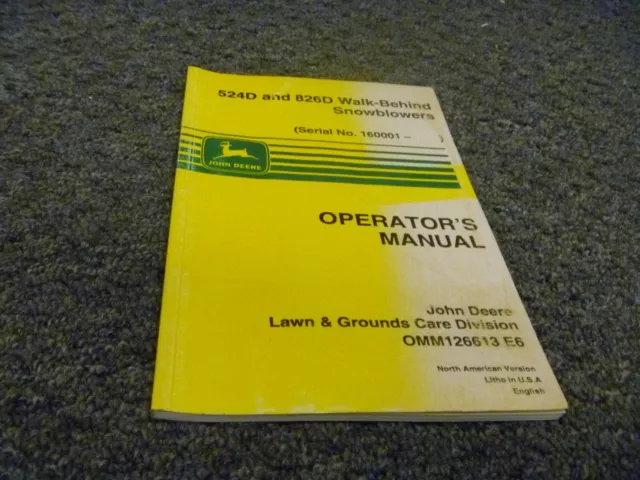 524D and 826D Walk-Behind
Snowblowers
(Serial No. 160001 –      )
JOHN DEERE
OPERATOR'S
MANUAL
John Deere
Lawn & Grounds Care Division
OMM126613 E6
North American Version
Litho in U.S.A
English